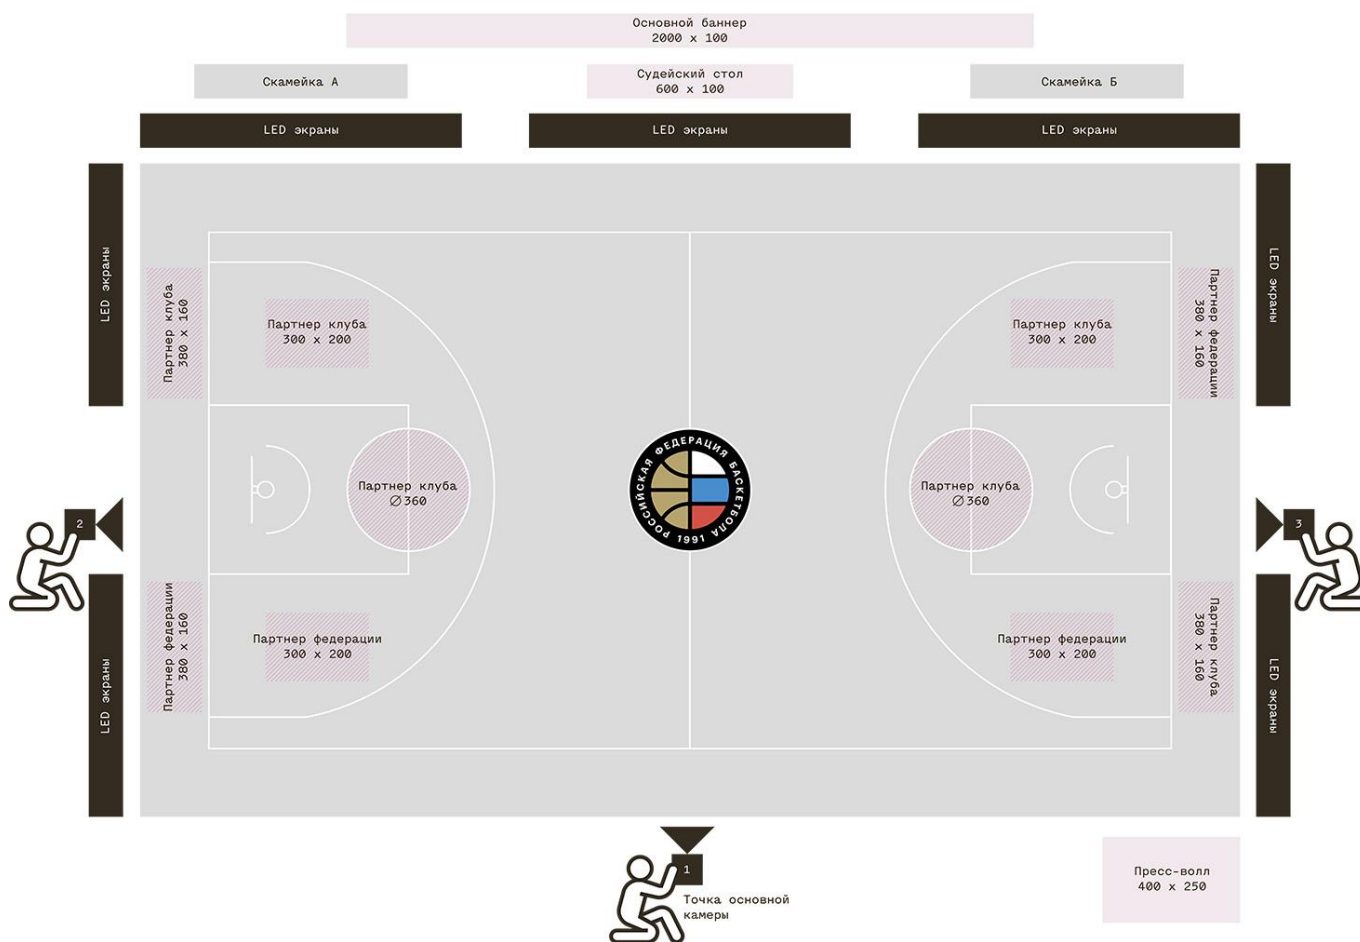 Основной баннер
2000 x 100
Скамейка А
Судейский стол
600 x 100
Скамейка Б
LED экраны
LED экраны
LED экраны
LED экраны
Партнер клуба
380 x 160
Партнер клуба
300 x 200
Партнер клуба
300 x 200
Партнер федерации
380 x 160
LED экраны
Партнер клуба
∅360
РОССИЙСКАЯ ФЕДЕРАЦИЯ БАСКЕТБОЛА
1991
Партнер клуба
∅360
2
3
LED экраны
Партнер федерации
380 x 160
Партнер федерации
300 x 200
Партнер федерации
300 x 200
Партнер клуба
380 x 160
LED экраны
1
Точка основной
камеры
Пресс-волл
400 x 250